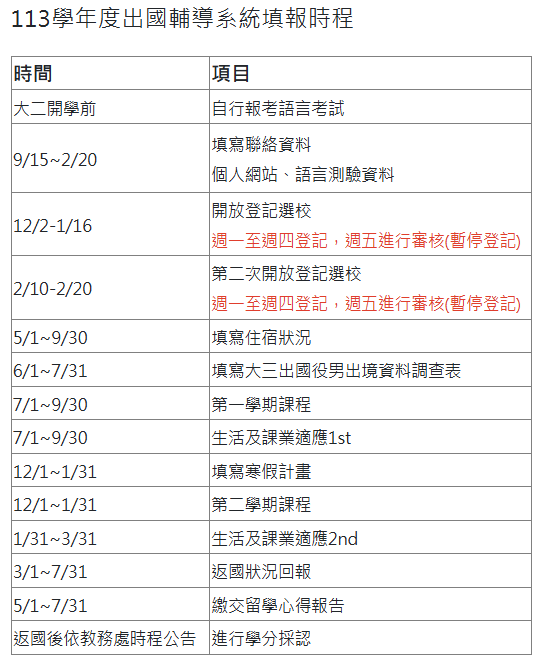 113學年度出國輔導系統填報時程
時間 項目
大二開學前 自行報考語言考試
9/15~2/20 填寫聯絡資料
個人網站、語言測驗資料
12/2-1/16 開放登記選校
週一至週四登記，週五進行審核(暫停登記)
2/10-2/20 第二次開放登記選校
週一至週四登記，週五進行審核(暫停登記)
5/1~9/30 填寫住宿狀況
6/1~7/31 填寫大三出國役男出境資料調查表
7/1~9/30 第一學期課程
7/1~9/30 生活及課業適應1st
12/1~1/31 填寫寒假計畫
12/1~1/31 第二學期課程
1/31~3/31 生活及課業適應2nd
3/1~7/31 返國狀況回報
5/1~7/31 繳交留學心得報告
返國後依教務處時程公告 進行學分採認